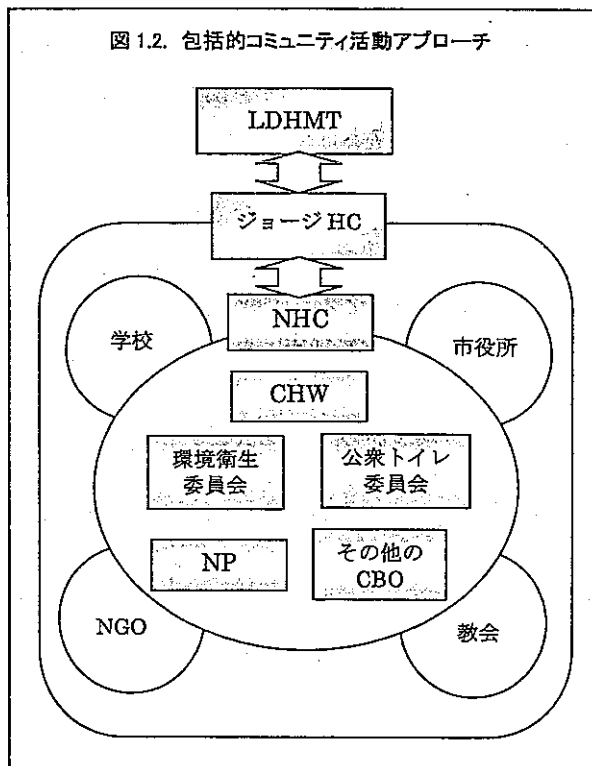 図 1.2. 包括的コミュニティ活動アプローチ
LDHMT
ジョージ HC
NHC
学校
市役所
CHW
環境衛生
委員会
公衆トイレ
委員会
NP
その他の
CBO
NGO
教会